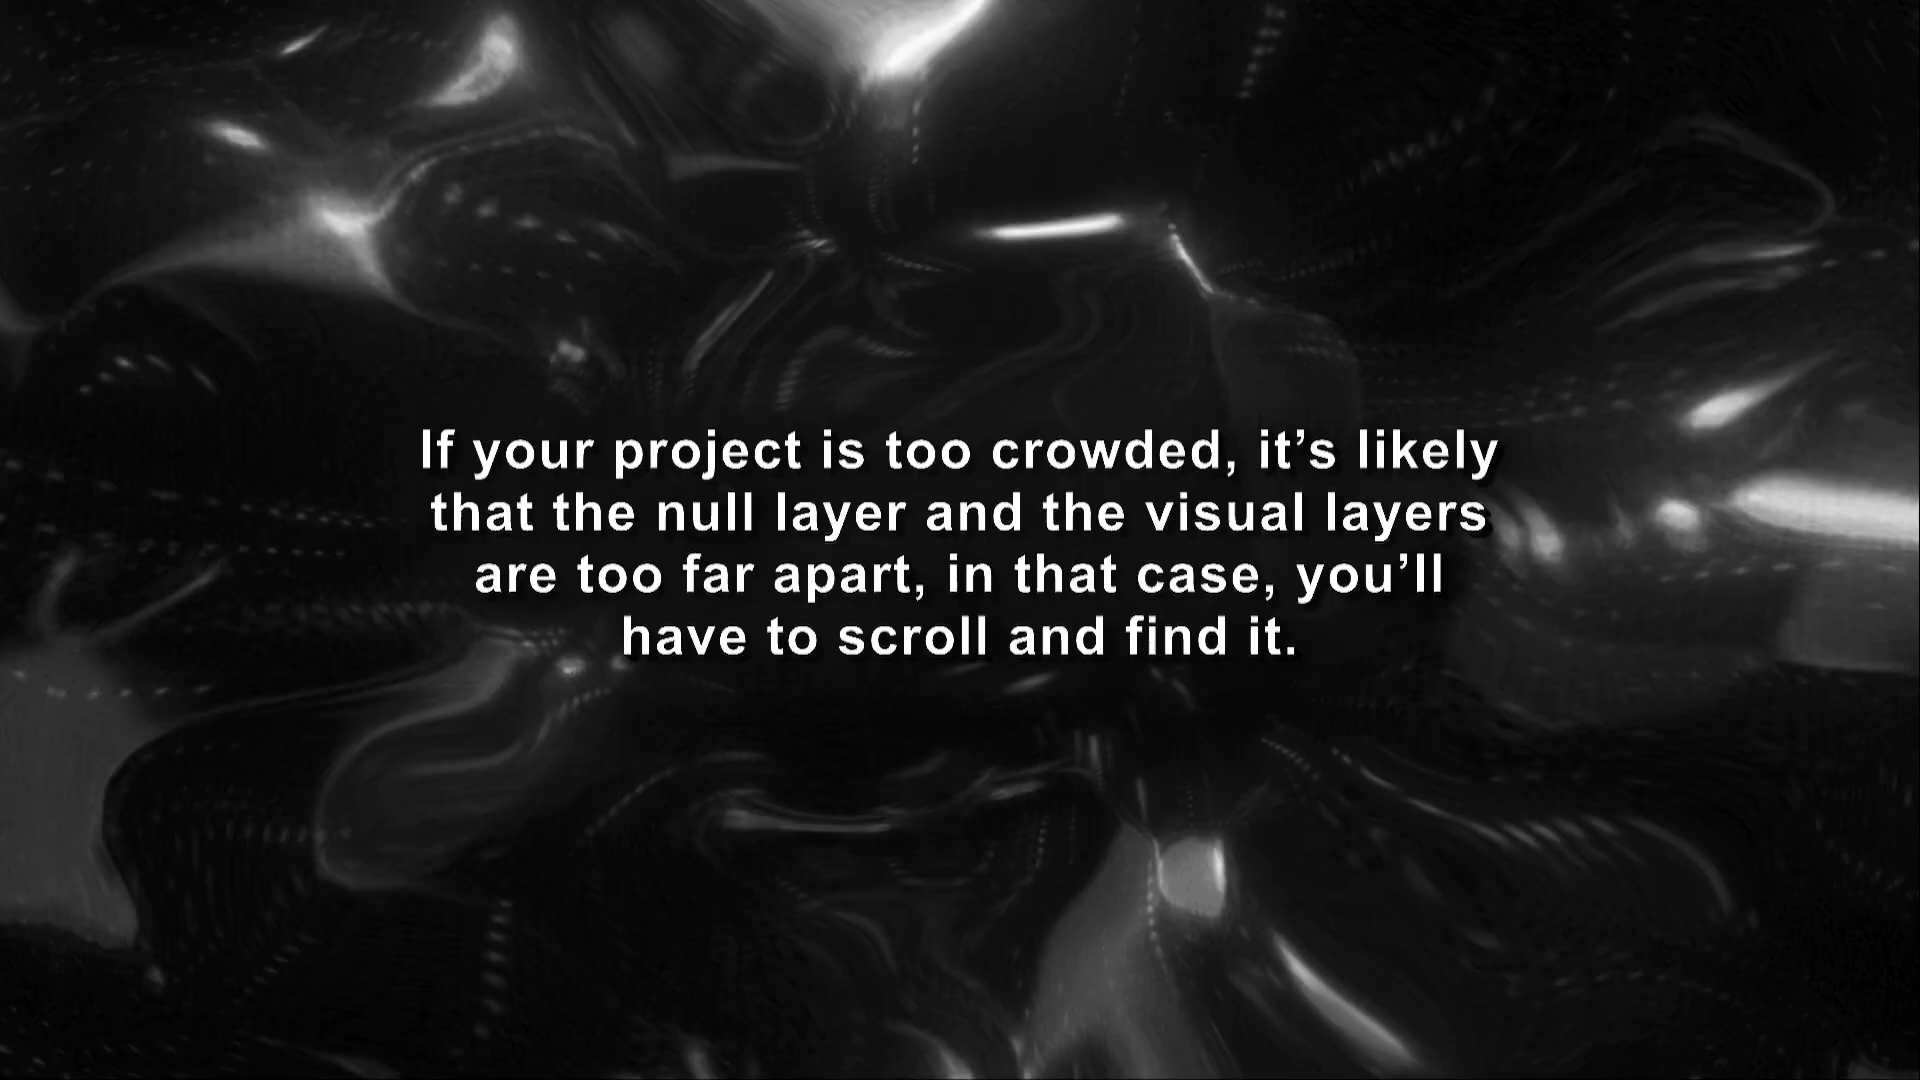 If your project is too crowded, it’s likely
that the null layer and the visual layers
are too far apart, in that case, you’ll
have to scroll and find it.